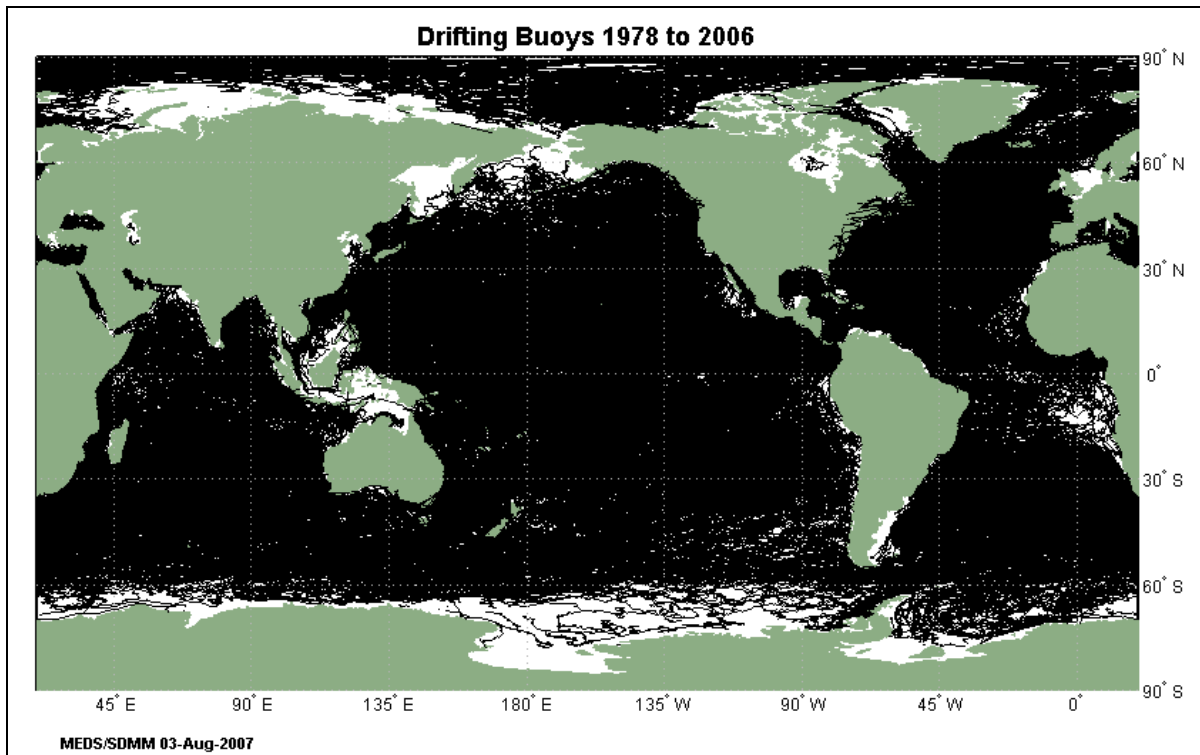 Drifting Buoys 1978 to 2006
90° N
60° N
30° N
0°
30° S
60° S
90° S
45° E 90° E 135° E 180° E 135° W 90° W 45° W 0°
MEDS/SDMM 03-Aug-2007